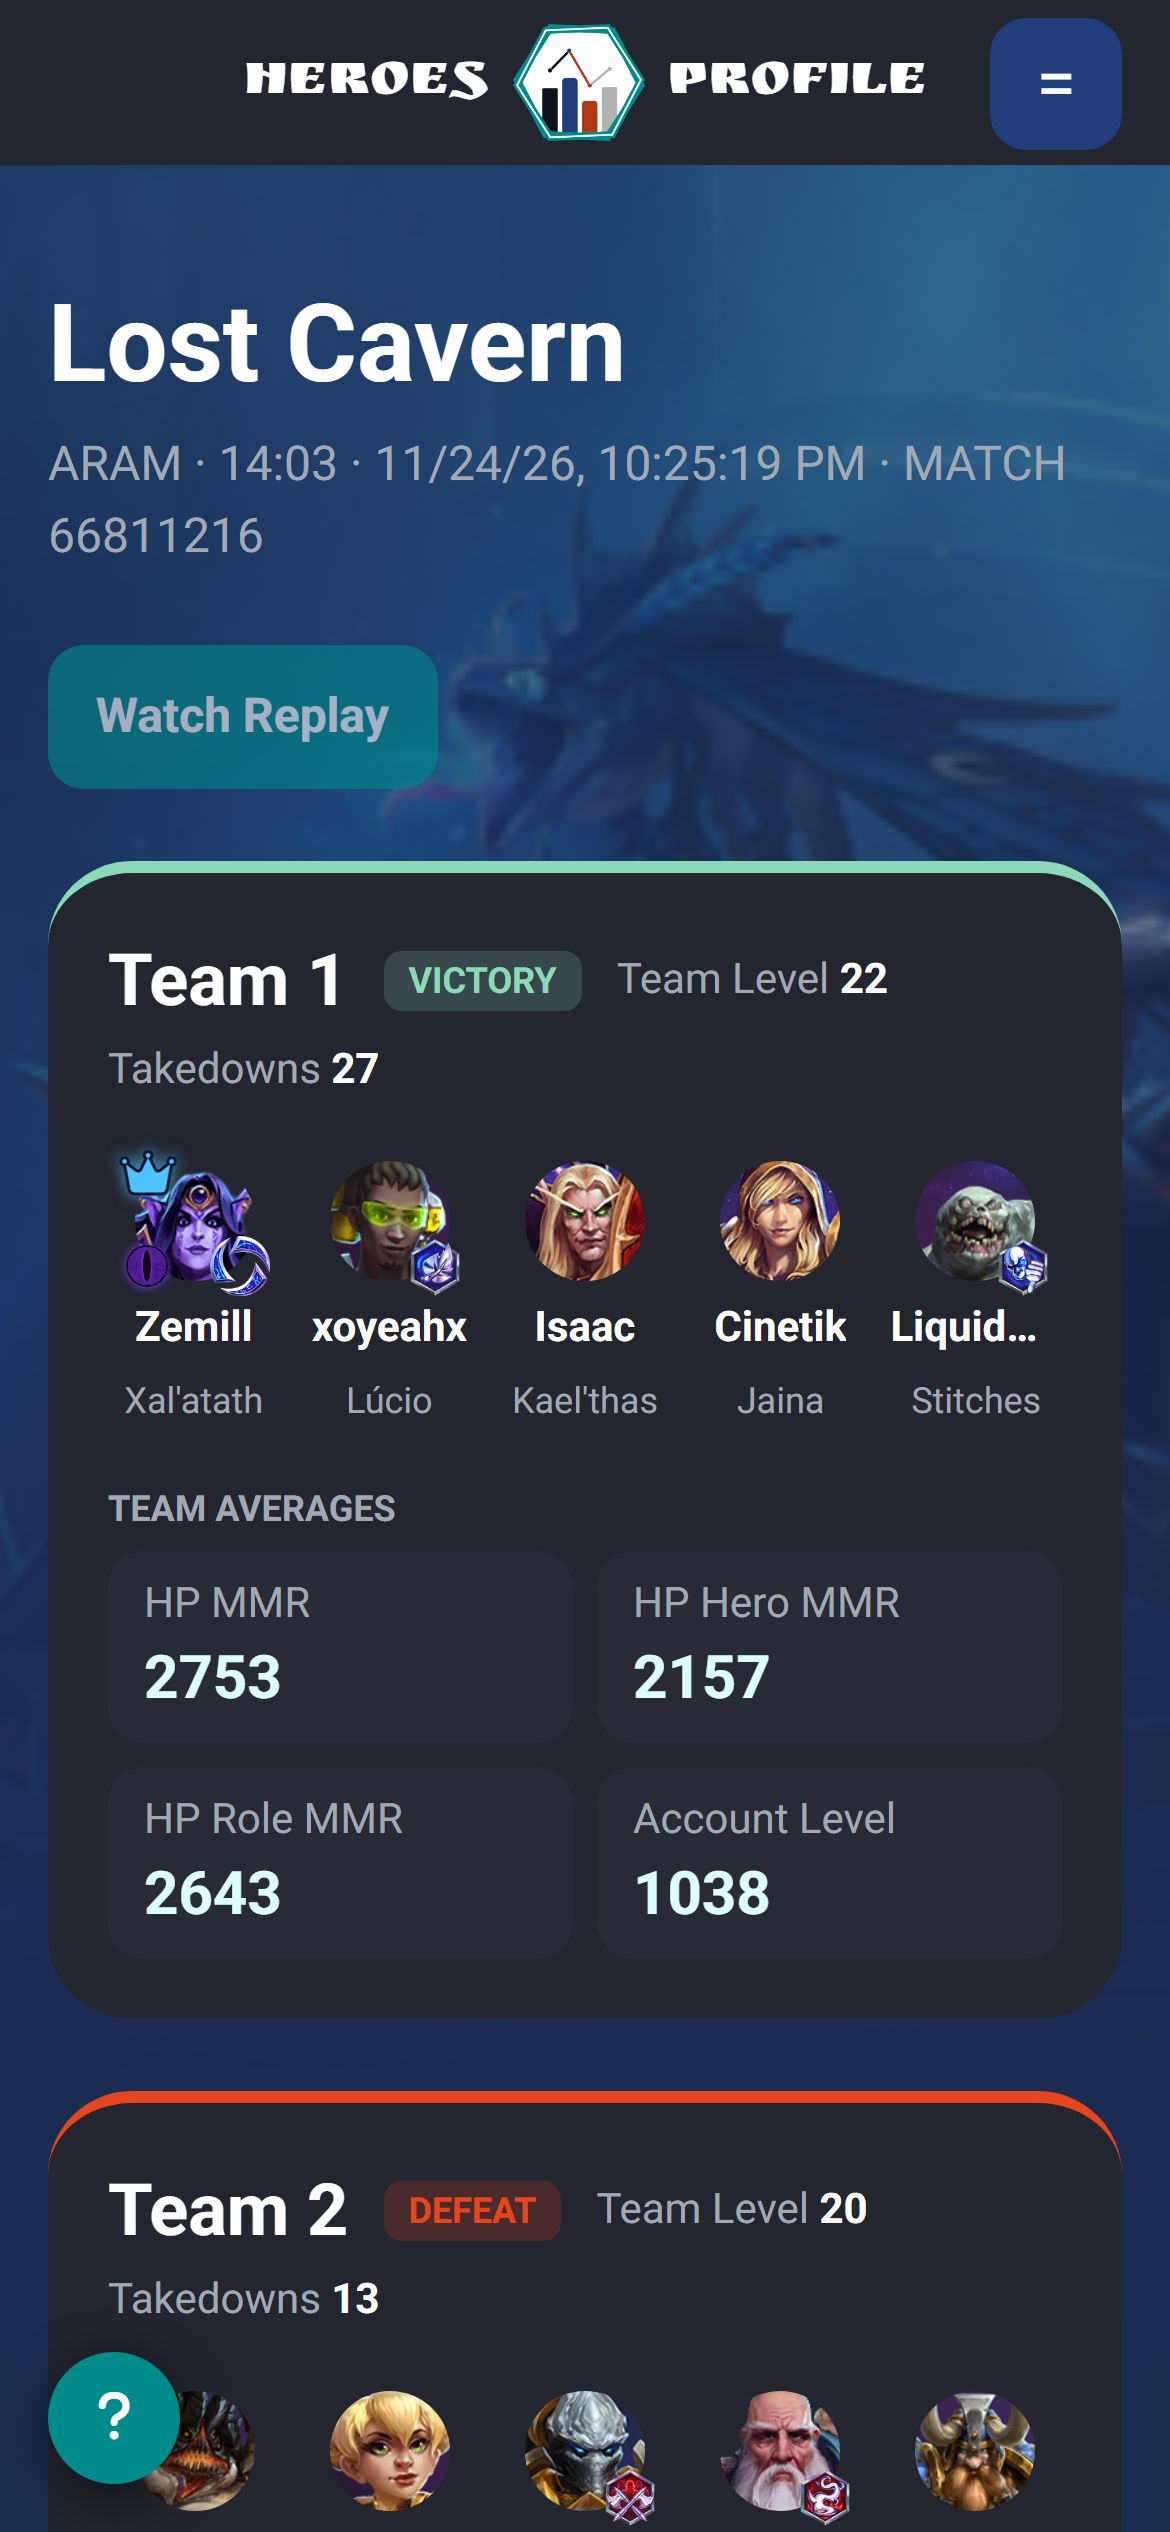 HEROES PROFILE
=
Lost Cavern
ARAM · 14:03 · 11/24/26, 10:25:19 PM · MATCH
66811216
Watch Replay
Team 1 VICTORY Team Level 22
Takedowns 27
Zemill xoyeahx Isaac Cinetik Liquid...
Xal'atath Lúcio Kael'thas Jaina Stitches
TEAM AVERAGES
HP MMR HP Hero MMR
2753 2157
HP Role MMR Account Level
2643 1038
Team 2 DEFEAT Team Level 20
Takedowns 13
?